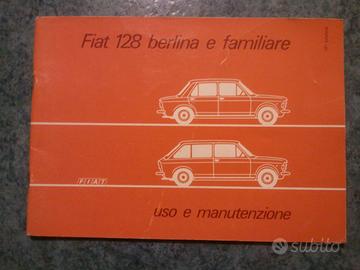 Fiat 128 berlina e familiare
FIAT
uso e manutenzione
subito